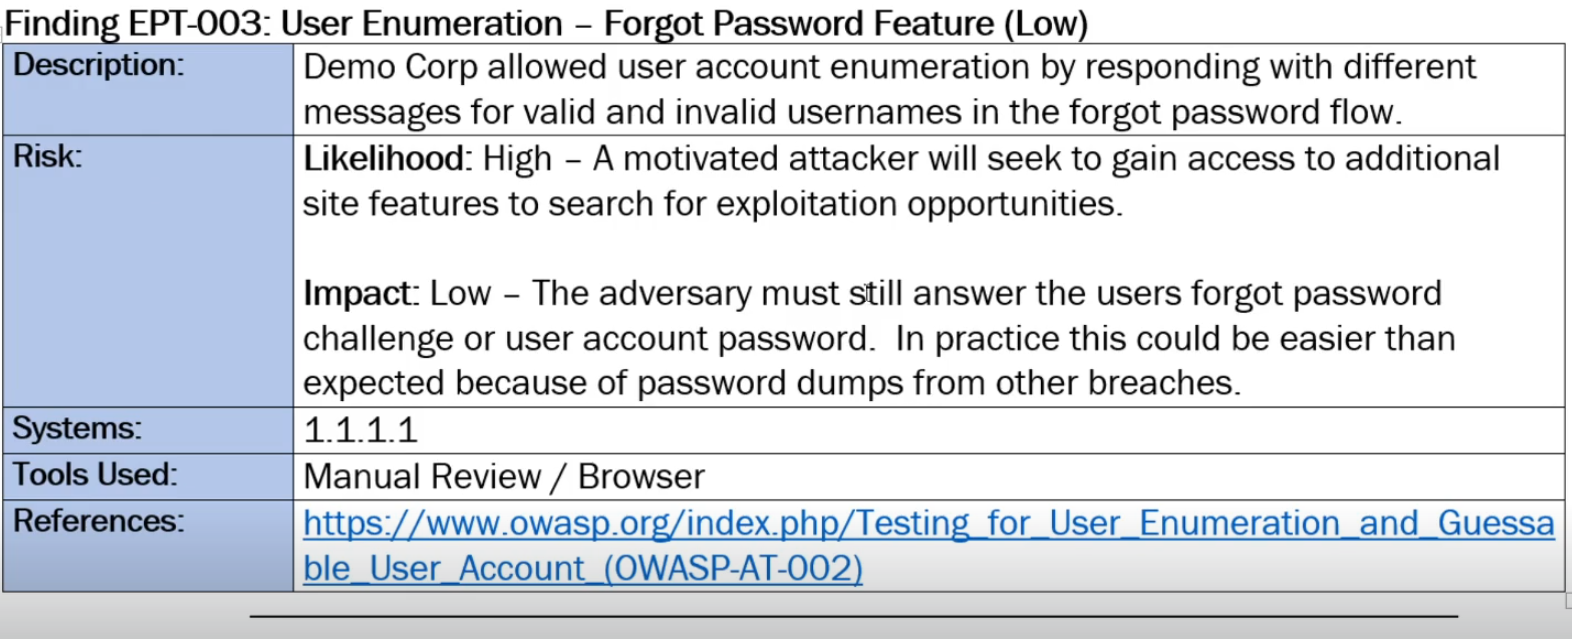 Finding EPT-003: User Enumeration – Forgot Password Feature (Low)
Description:
Demo Corp allowed user account enumeration by responding with different
messages for valid and invalid usernames in the forgot password flow.
Risk:
Likelihood: High – A motivated attacker will seek to gain access to additional
site features to search for exploitation opportunities.
Impact: Low – The adversary must still answer the users forgot password
challenge or user account password.  In practice this could be easier than
expected because of password dumps from other breaches.
Systems:
1.1.1.1
Tools Used:
Manual Review / Browser
References:
https://www.owasp.org/index.php/Testing_for_User_Enumeration_and_Guessa
ble_User_Account_(OWASP-AT-002)